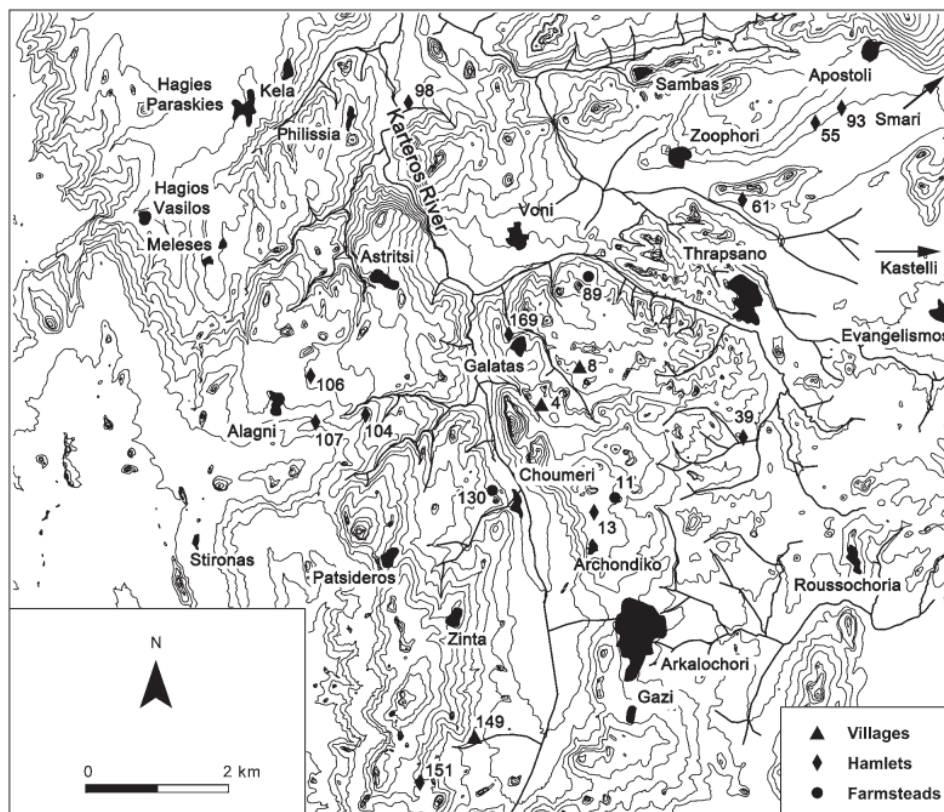 Apostoli
Sambas
Kela
Hagies
Paraskies
98
93
Smari
Philissia
55
Zoophori
Karteros River
Hagios
Vasilos
61
Voni
Meleses
Thrapsano
Astritsi
Kastelli
89
169
Evangelismos
Galatas
8
106
4
39
Alagni
107
104
Choumeri
11
130
13
Stironas
Archondiko
Patsideros
Roussochoria
Zinta
Arkalochori
Gazi
149
151
N
0 2 km
Villages
Hamlets
Farmsteads